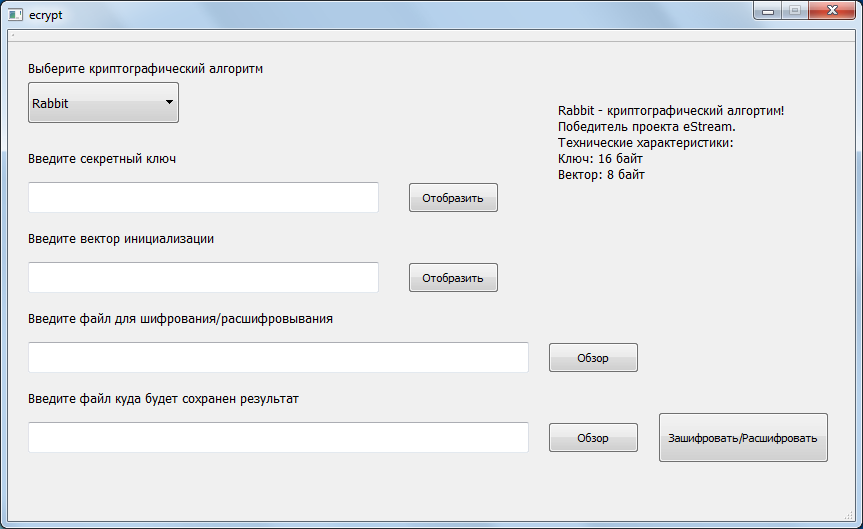 ecrypt
Выберите криптографический алгоритм
Rabbit
Rabbit - криптографический алгортим!
Победитель проекта eStream.
Технические характеристики:
Ключ: 16 байт
Вектор: 8 байт
Введите секретный ключ
Отобразить
Введите вектор инициализации
Отобразить
Введите файл для шифрования/расшифровывания
Обзор
Введите файл куда будет сохранен результат
Обзор
Зашифровать/Расшифровать